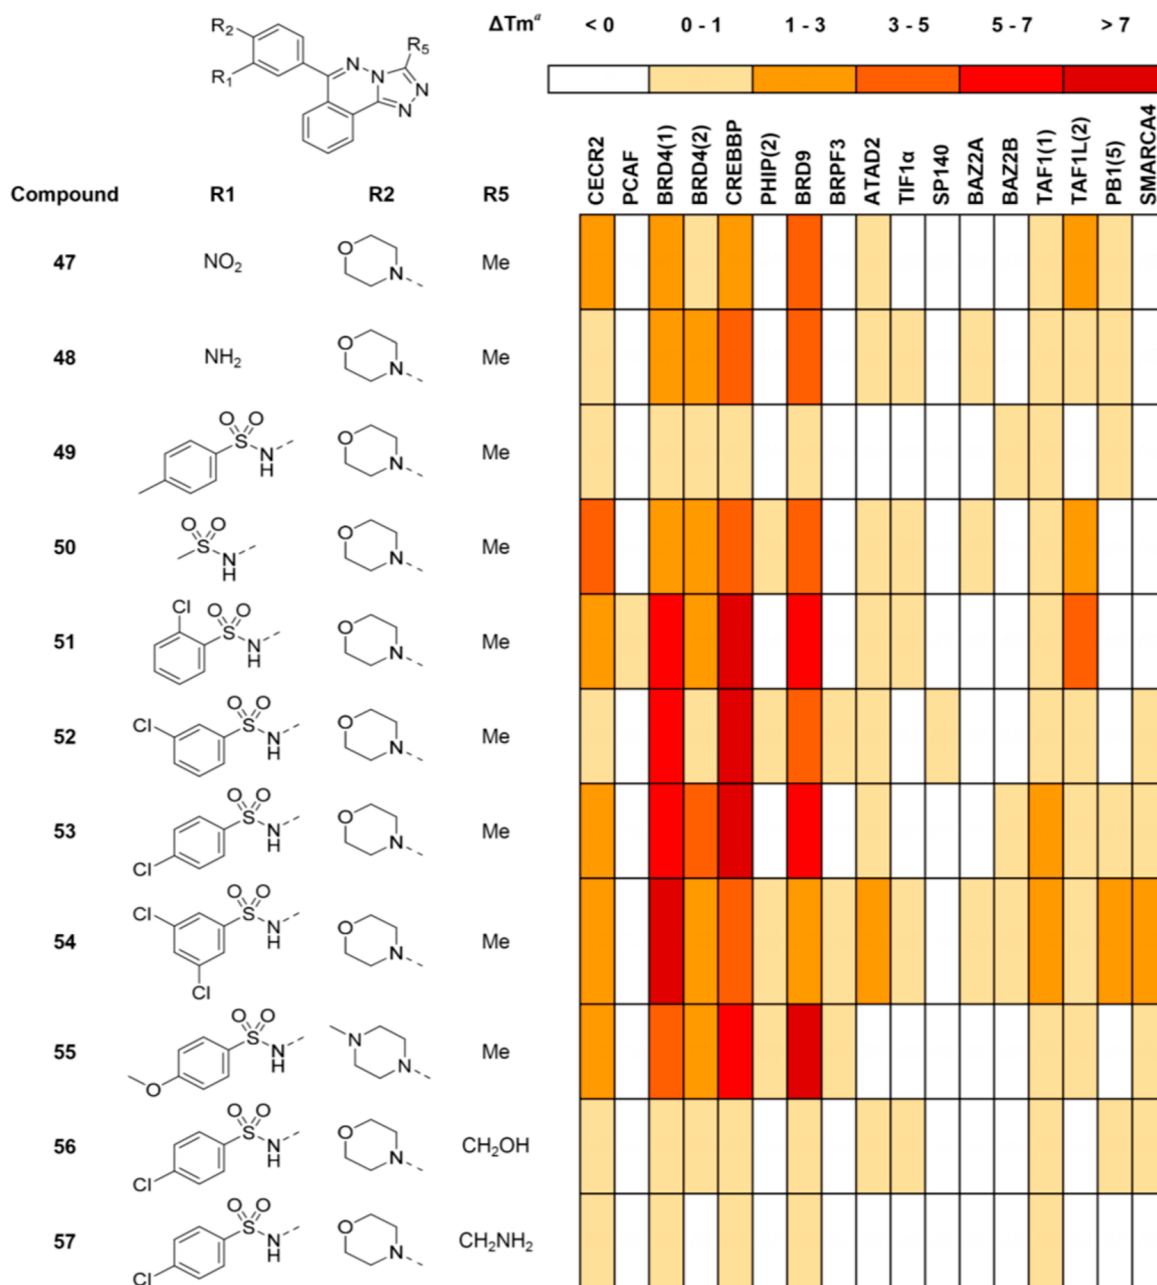 ΔTmᵃ < 0 0 - 1 1 - 3 3 - 5 5 - 7 > 7
R₂
R₁
R₅
N
N
N
N
CECR2 PCAF BRD4(1) BRD4(2) CREBBP PHIP(2) BRD9 BRPF3 ATAD2 TIF1α SP140 BAZ2A BAZ2B TAF1(1) TAF1L(2) PB1(5) SMARCA4
Compound R1 R2 R5
47 NO₂ O N Me
48 NH₂ O N Me
49 O O S N H O N Me
50 O O S N H O N Me
51 Cl O O S N H O N Me
52 Cl O O S N H O N Me
53 Cl O O S N H O N Me
54 Cl Cl O O S N H O N Me
55 O O O S N H N N Me
56 Cl O O S N H O N CH₂OH
57 Cl O O S N H O N CH₂NH₂